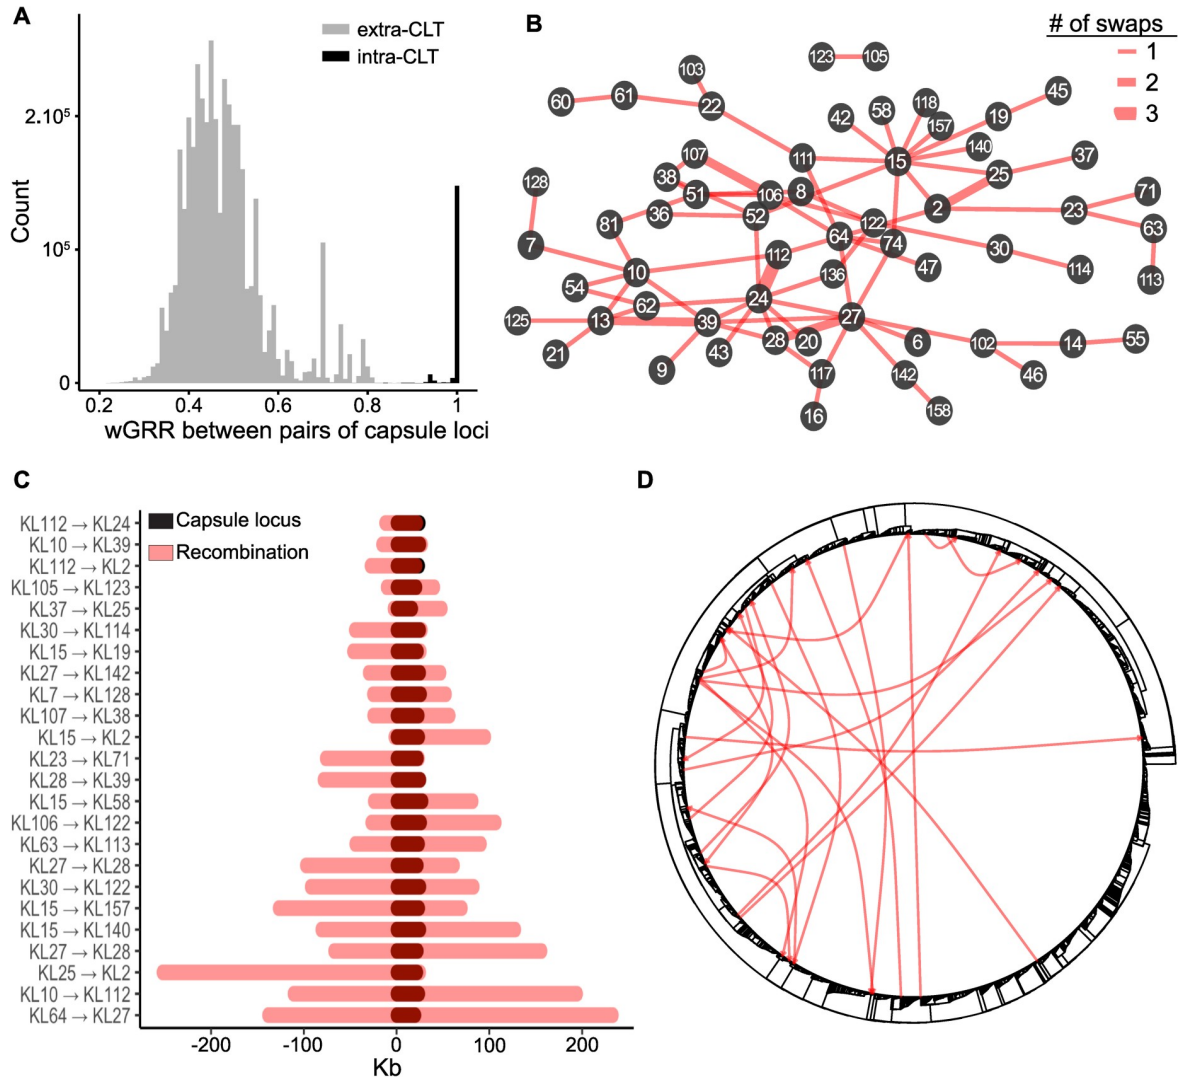 A
extra-CLT
intra-CLT
2.10⁵
10⁵
0
Count
0.2
0.4
0.6
0.8
1
wGRR between pairs of capsule loci
B
# of swaps
1
2
3
123
105
103
60
61
22
45
118
58
42
157
19
107
111
15
140
37
128
38
51
106
8
25
71
36
52
2
23
81
122
63
7
64
74
30
112
47
10
136
114
113
54
62
24
125
13
39
27
28
20
6
102
14
55
21
43
9
117
142
46
16
158
C
Capsule locus
Recombination
KL112 → KL24
KL10 → KL39
KL112 → KL2
KL105 → KL123
KL37 → KL25
KL30 → KL114
KL15 → KL19
KL27 → KL142
KL7 → KL128
KL107 → KL38
KL15 → KL2
KL23 → KL71
KL28 → KL39
KL15 → KL58
KL106 → KL122
KL63 → KL113
KL27 → KL28
KL30 → KL122
KL15 → KL157
KL15 → KL140
KL27 → KL28
KL25 → KL2
KL10 → KL112
KL64 → KL27
-200
-100
0
100
200
Kb
D